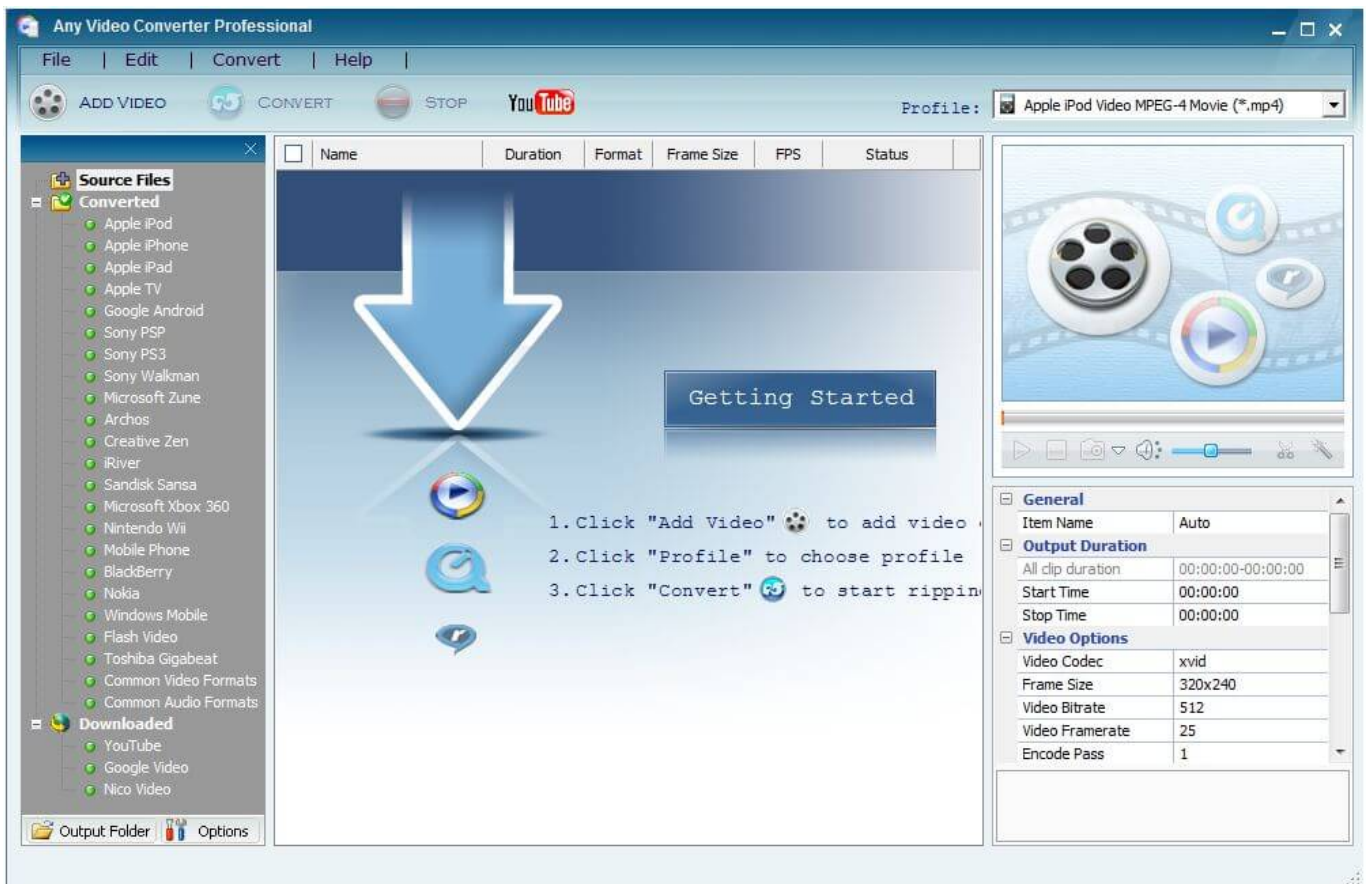 Any Video Converter Professional
File | Edit | Convert | Help |
ADD VIDEO CONVERT STOP YouTube Profile: Apple iPod Video MPEG-4 Movie (*.mp4)
Source Files
Converted
Apple iPod
Apple iPhone
Apple iPad
Apple TV
Google Android
Sony PSP
Sony PS3
Sony Walkman
Microsoft Zune
Archos
Creative Zen
iRiver
Sandisk Sansa
Microsoft Xbox 360
Nintendo Wii
Mobile Phone
BlackBerry
Nokia
Windows Mobile
Flash Video
Toshiba Gigabeat
Common Video Formats
Common Audio Formats
Downloaded
YouTube
Google Video
Nico Video
Output Folder Options
Name Duration Format Frame Size FPS Status
Getting Started
1.Click "Add Video" to add video
2.Click "Profile" to choose profile
3.Click "Convert" to start rippin
General
Item Name Auto
Output Duration
All clip duration 00:00:00-00:00:00
Start Time 00:00:00
Stop Time 00:00:00
Video Options
Video Codec xvid
Frame Size 320x240
Video Bitrate 512
Video Framerate 25
Encode Pass 1